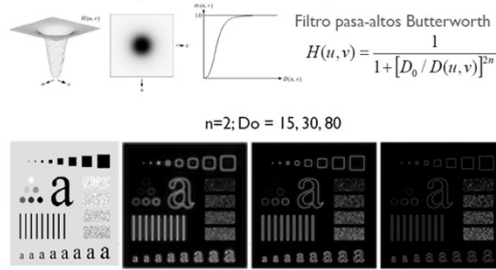 H(u,v)
H(u,v)
1.0
D(u,v)
u
v
v
u
Filtro pasa-altos Butterworth
H(u,v) = 1 / 1+[D₀ / D(u,v)]²ⁿ
n=2; Do = 15, 30, 80
a
a
a
a
a a a a a a a a
a a a a a a a a
a a a a a a a a
a a a a a a a a